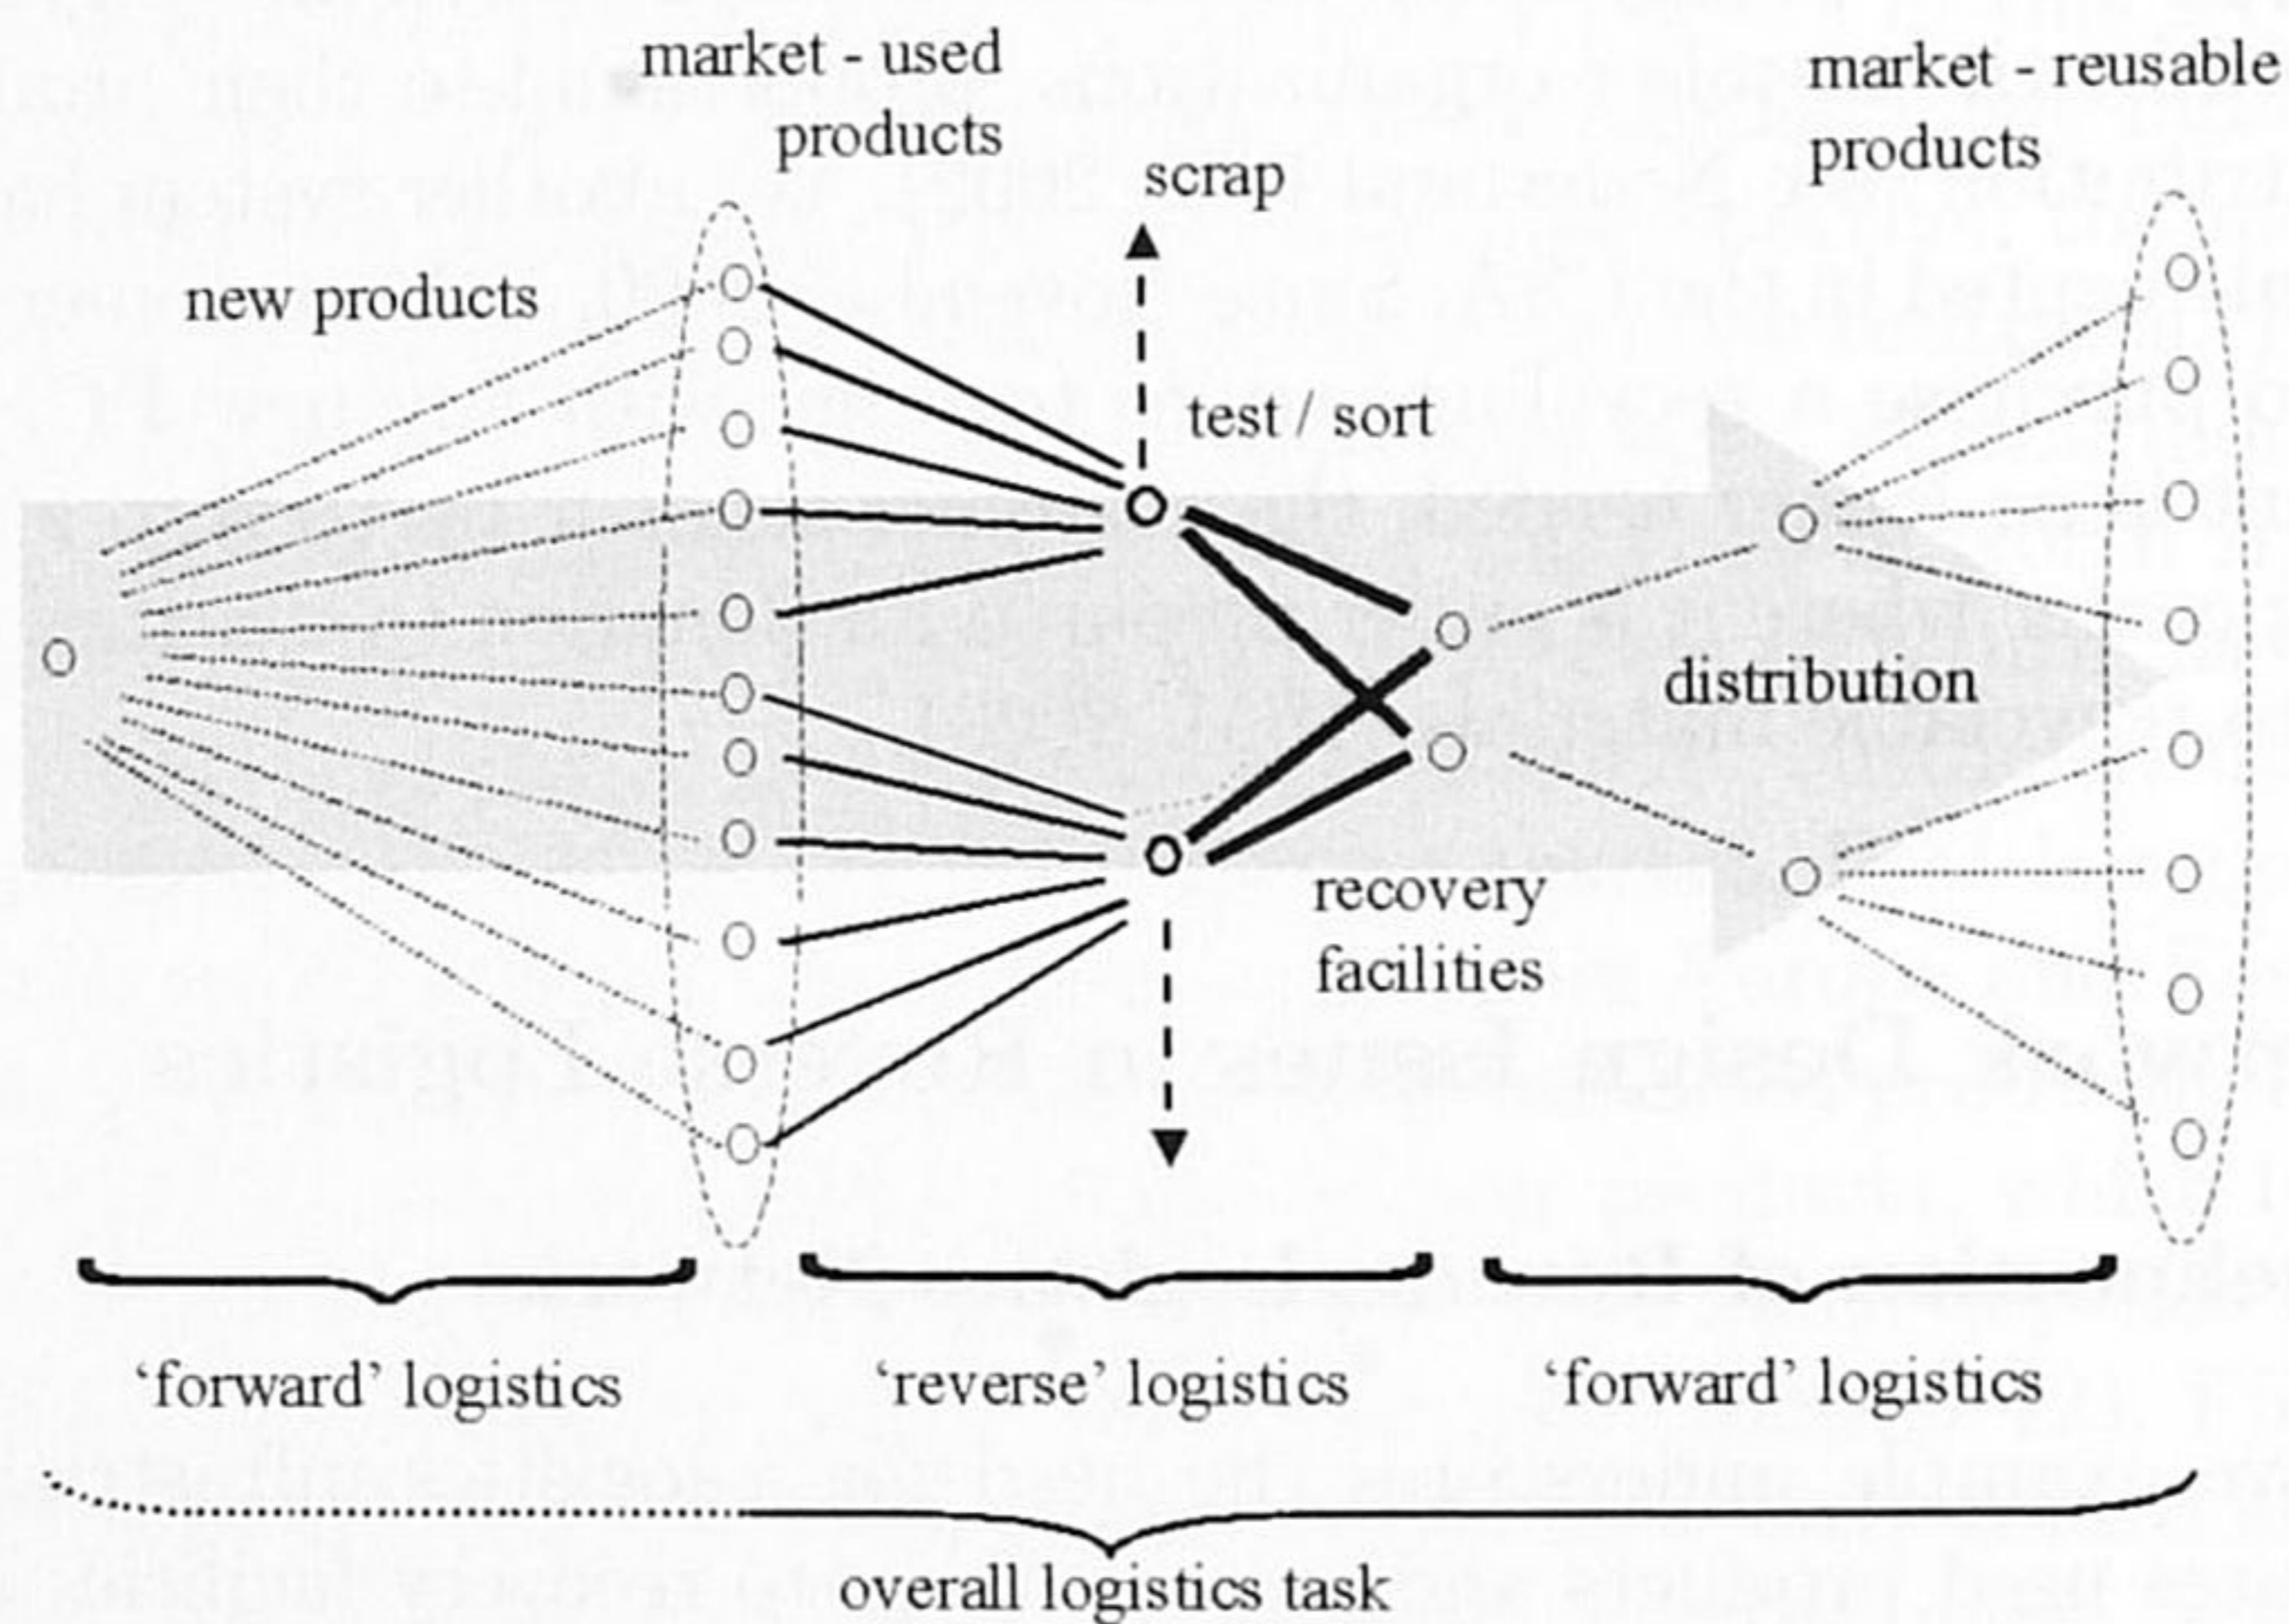 market - used
products
market - reusable
products
scrap
new products
test / sort
distribution
recovery
facilities
‘forward’ logistics
‘reverse’ logistics
‘forward’ logistics
overall logistics task